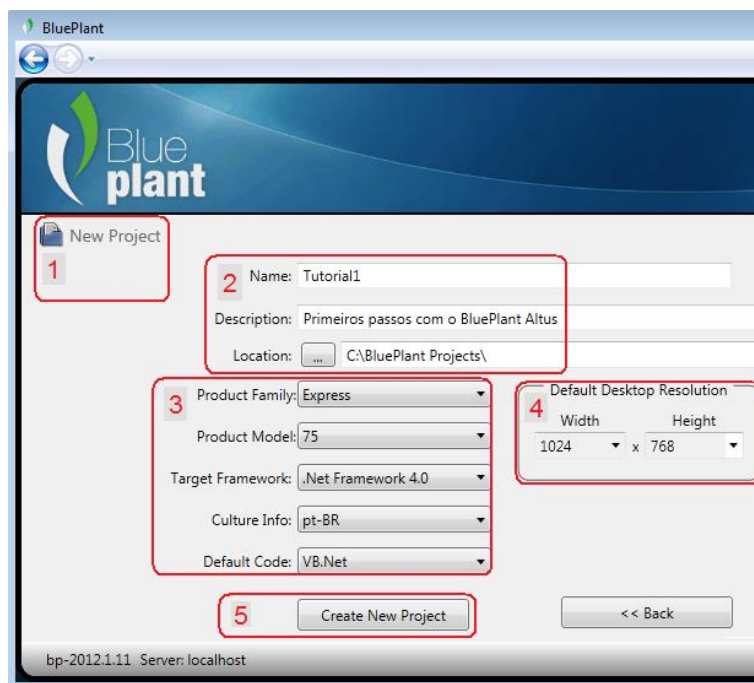 BluePlant
Blue
plant
New Project
1
2
Name: Tutorial1
Description: Primeiros passos com o BluePlant Altus
Location: ... C:\BluePlant Projects\
3
Product Family: Express
Product Model: 75
Target Framework: .Net Framework 4.0
Culture Info: pt-BR
Default Code: VB.Net
4
Default Desktop Resolution
Width Height
1024 x 768
5
Create New Project
<< Back
bp-2012.1.11 Server: localhost